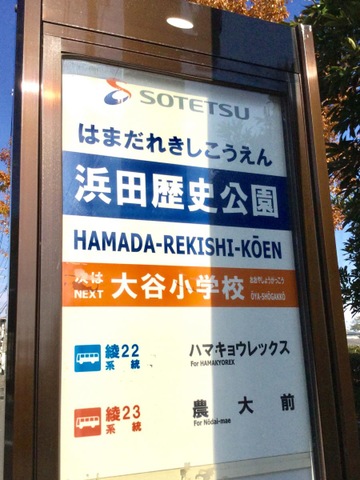 SOTETSU
はまだれきしこうえん
浜田歴史公園
HAMADA-REKISHI-KŌEN
次は NEXT 大谷小学校 おおやしょうがっこう ŌYA-SHŌGAKKŌ
綾22 系統 ハマキョウレックス For HAMAKYOREX
綾23 系統 農大前 For Nōdai-mae